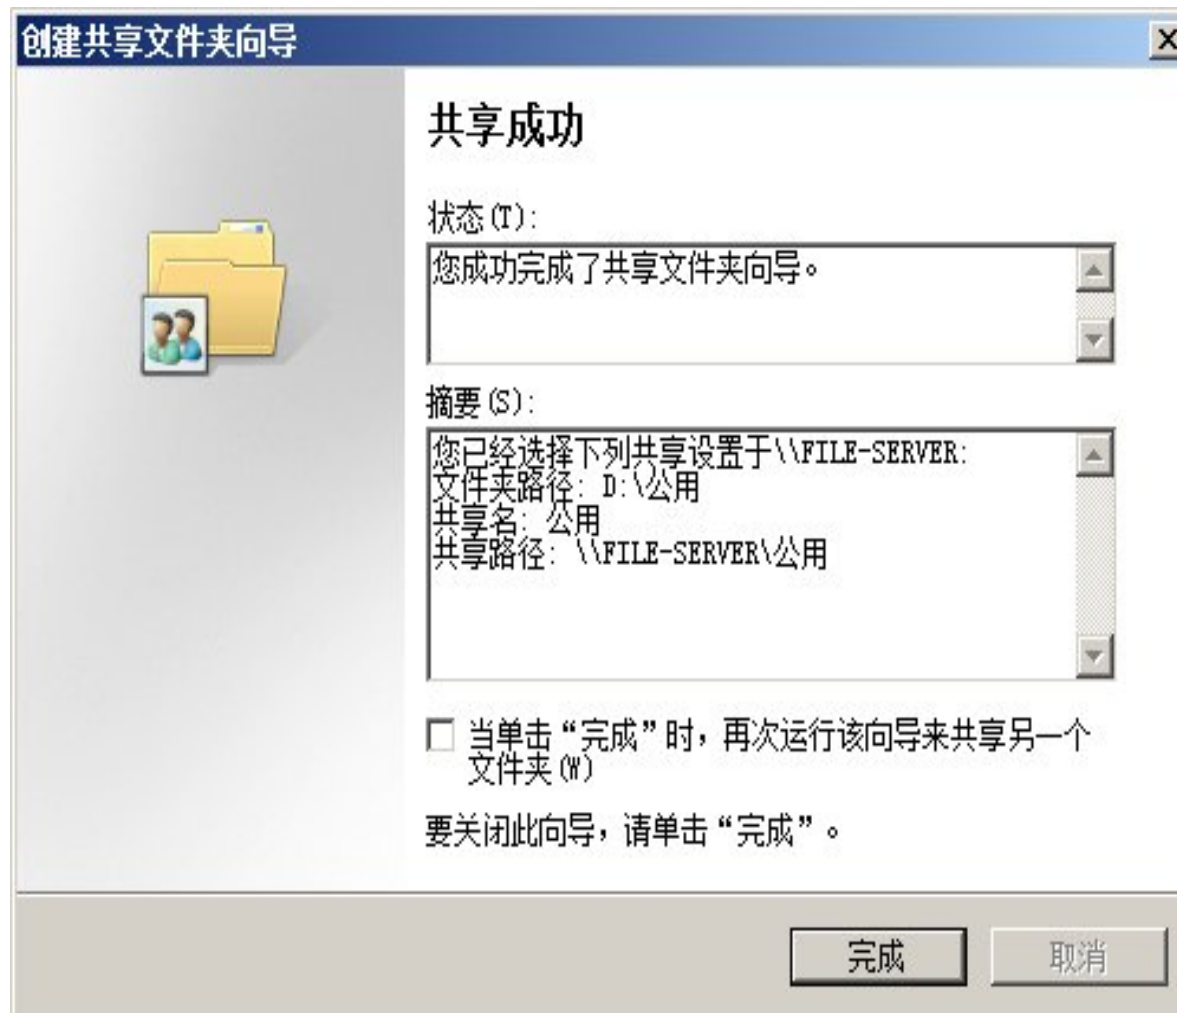 创建共享文件夹向导
共享成功
状态(T):
您成功完成了共享文件夹向导。
摘要(S):
您已经选择下列共享设置于\\FILE-SERVER:
文件夹路径: D:\公用
共享名: 公用
共享路径: \\FILE-SERVER\公用
当单击“完成”时，再次运行该向导来共享另一个
文件夹(W)
要关闭此向导，请单击“完成”。
完成
取消